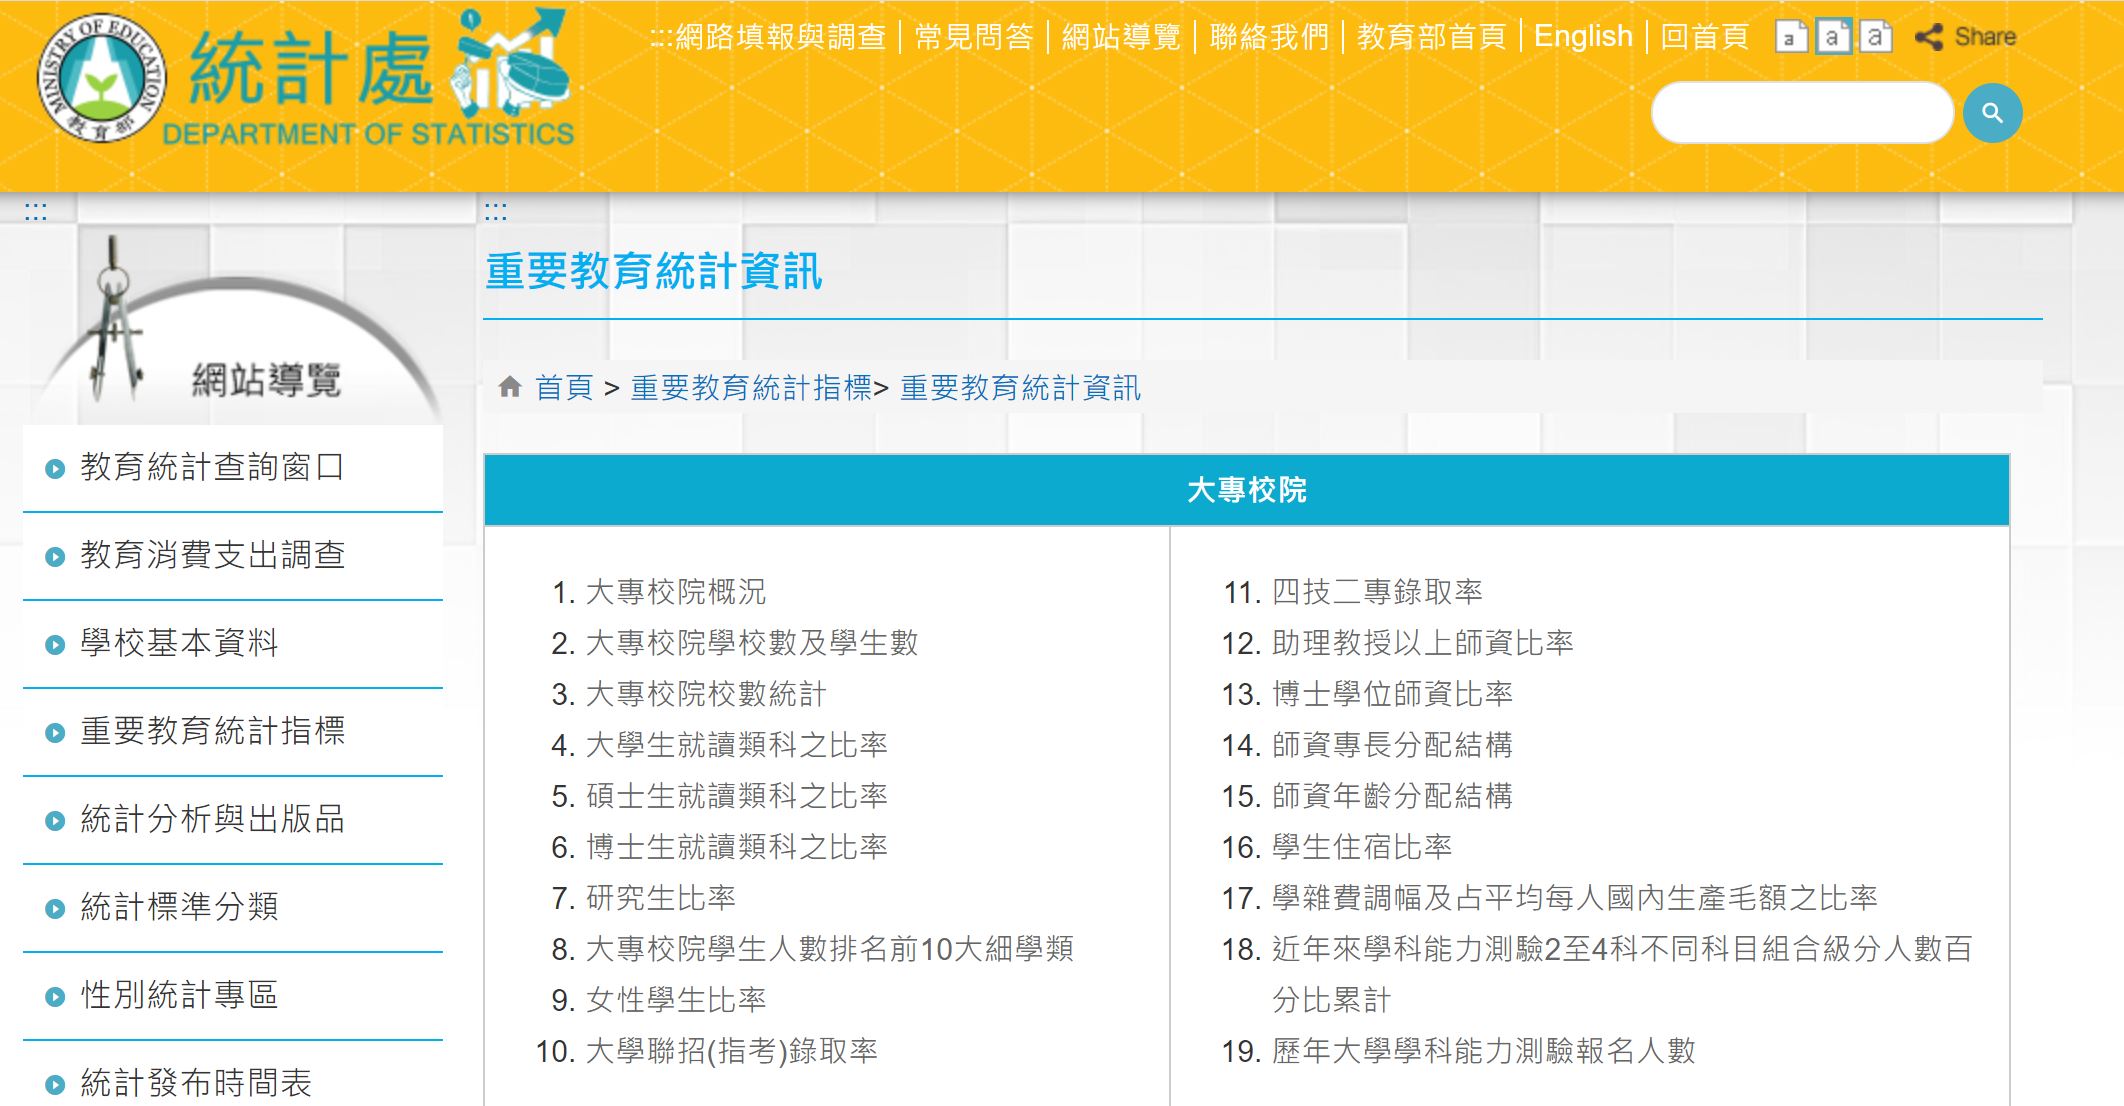 :::網路填報與調查 | 常見問答 | 網站導覽 | 聯絡我們 | 教育部首頁 | English | 回首頁 a a a Share
MINISTRY OF EDUCATION
教育部
統計處
DEPARTMENT OF STATISTICS
:::
網站導覽
教育統計查詢窗口
教育消費支出調查
學校基本資料
重要教育統計指標
統計分析與出版品
統計標準分類
性別統計專區
統計發布時間表
:::
重要教育統計資訊
首頁 > 重要教育統計指標> 重要教育統計資訊
大專校院
1. 大專校院概況
2. 大專校院學校數及學生數
3. 大專校院校數統計
4. 大學生就讀類科之比率
5. 碩士生就讀類科之比率
6. 博士生就讀類科之比率
7. 研究生比率
8. 大專校院學生人數排名前10大細學類
9. 女性學生比率
10. 大學聯招(指考)錄取率
11. 四技二專錄取率
12. 助理教授以上師資比率
13. 博士學位師資比率
14. 師資專長分配結構
15. 師資年齡分配結構
16. 學生住宿比率
17. 學雜費調幅及占平均每人國內生產毛額之比率
18. 近年來學科能力測驗2至4科不同科目組合級分人數百
分比累計
19. 歷年大學學科能力測驗報名人數